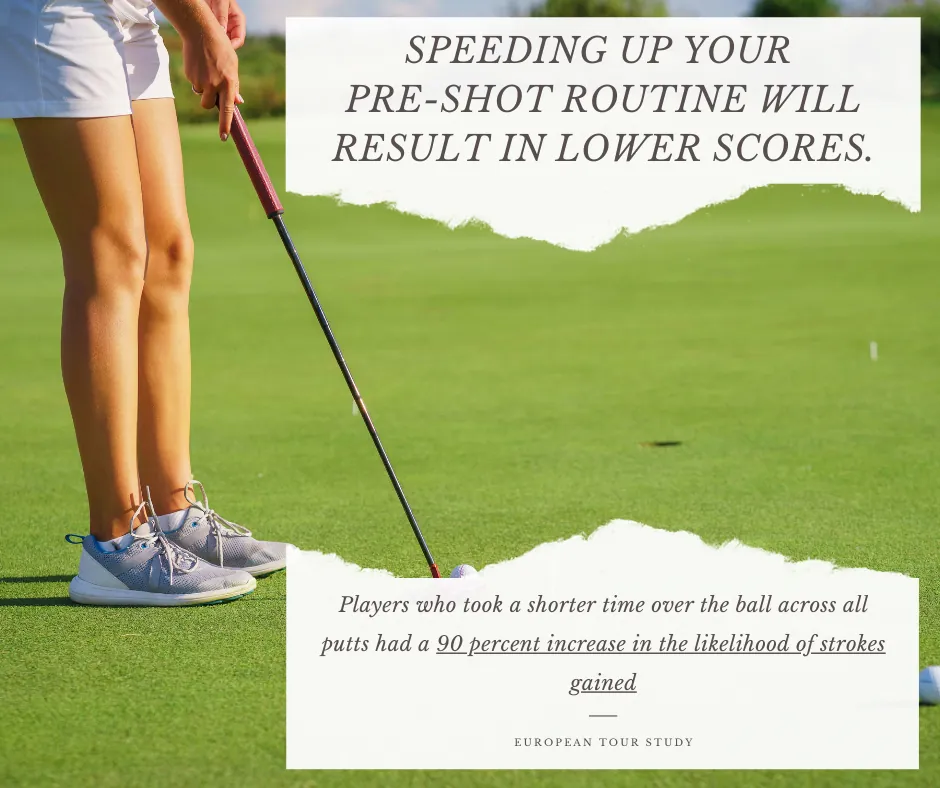 SPEEDING UP YOUR
PRE-SHOT ROUTINE WILL
RESULT IN LOWER SCORES.
Players who took a shorter time over the ball across all
putts had a 90 percent increase in the likelihood of strokes
gained
EUROPEAN TOUR STUDY